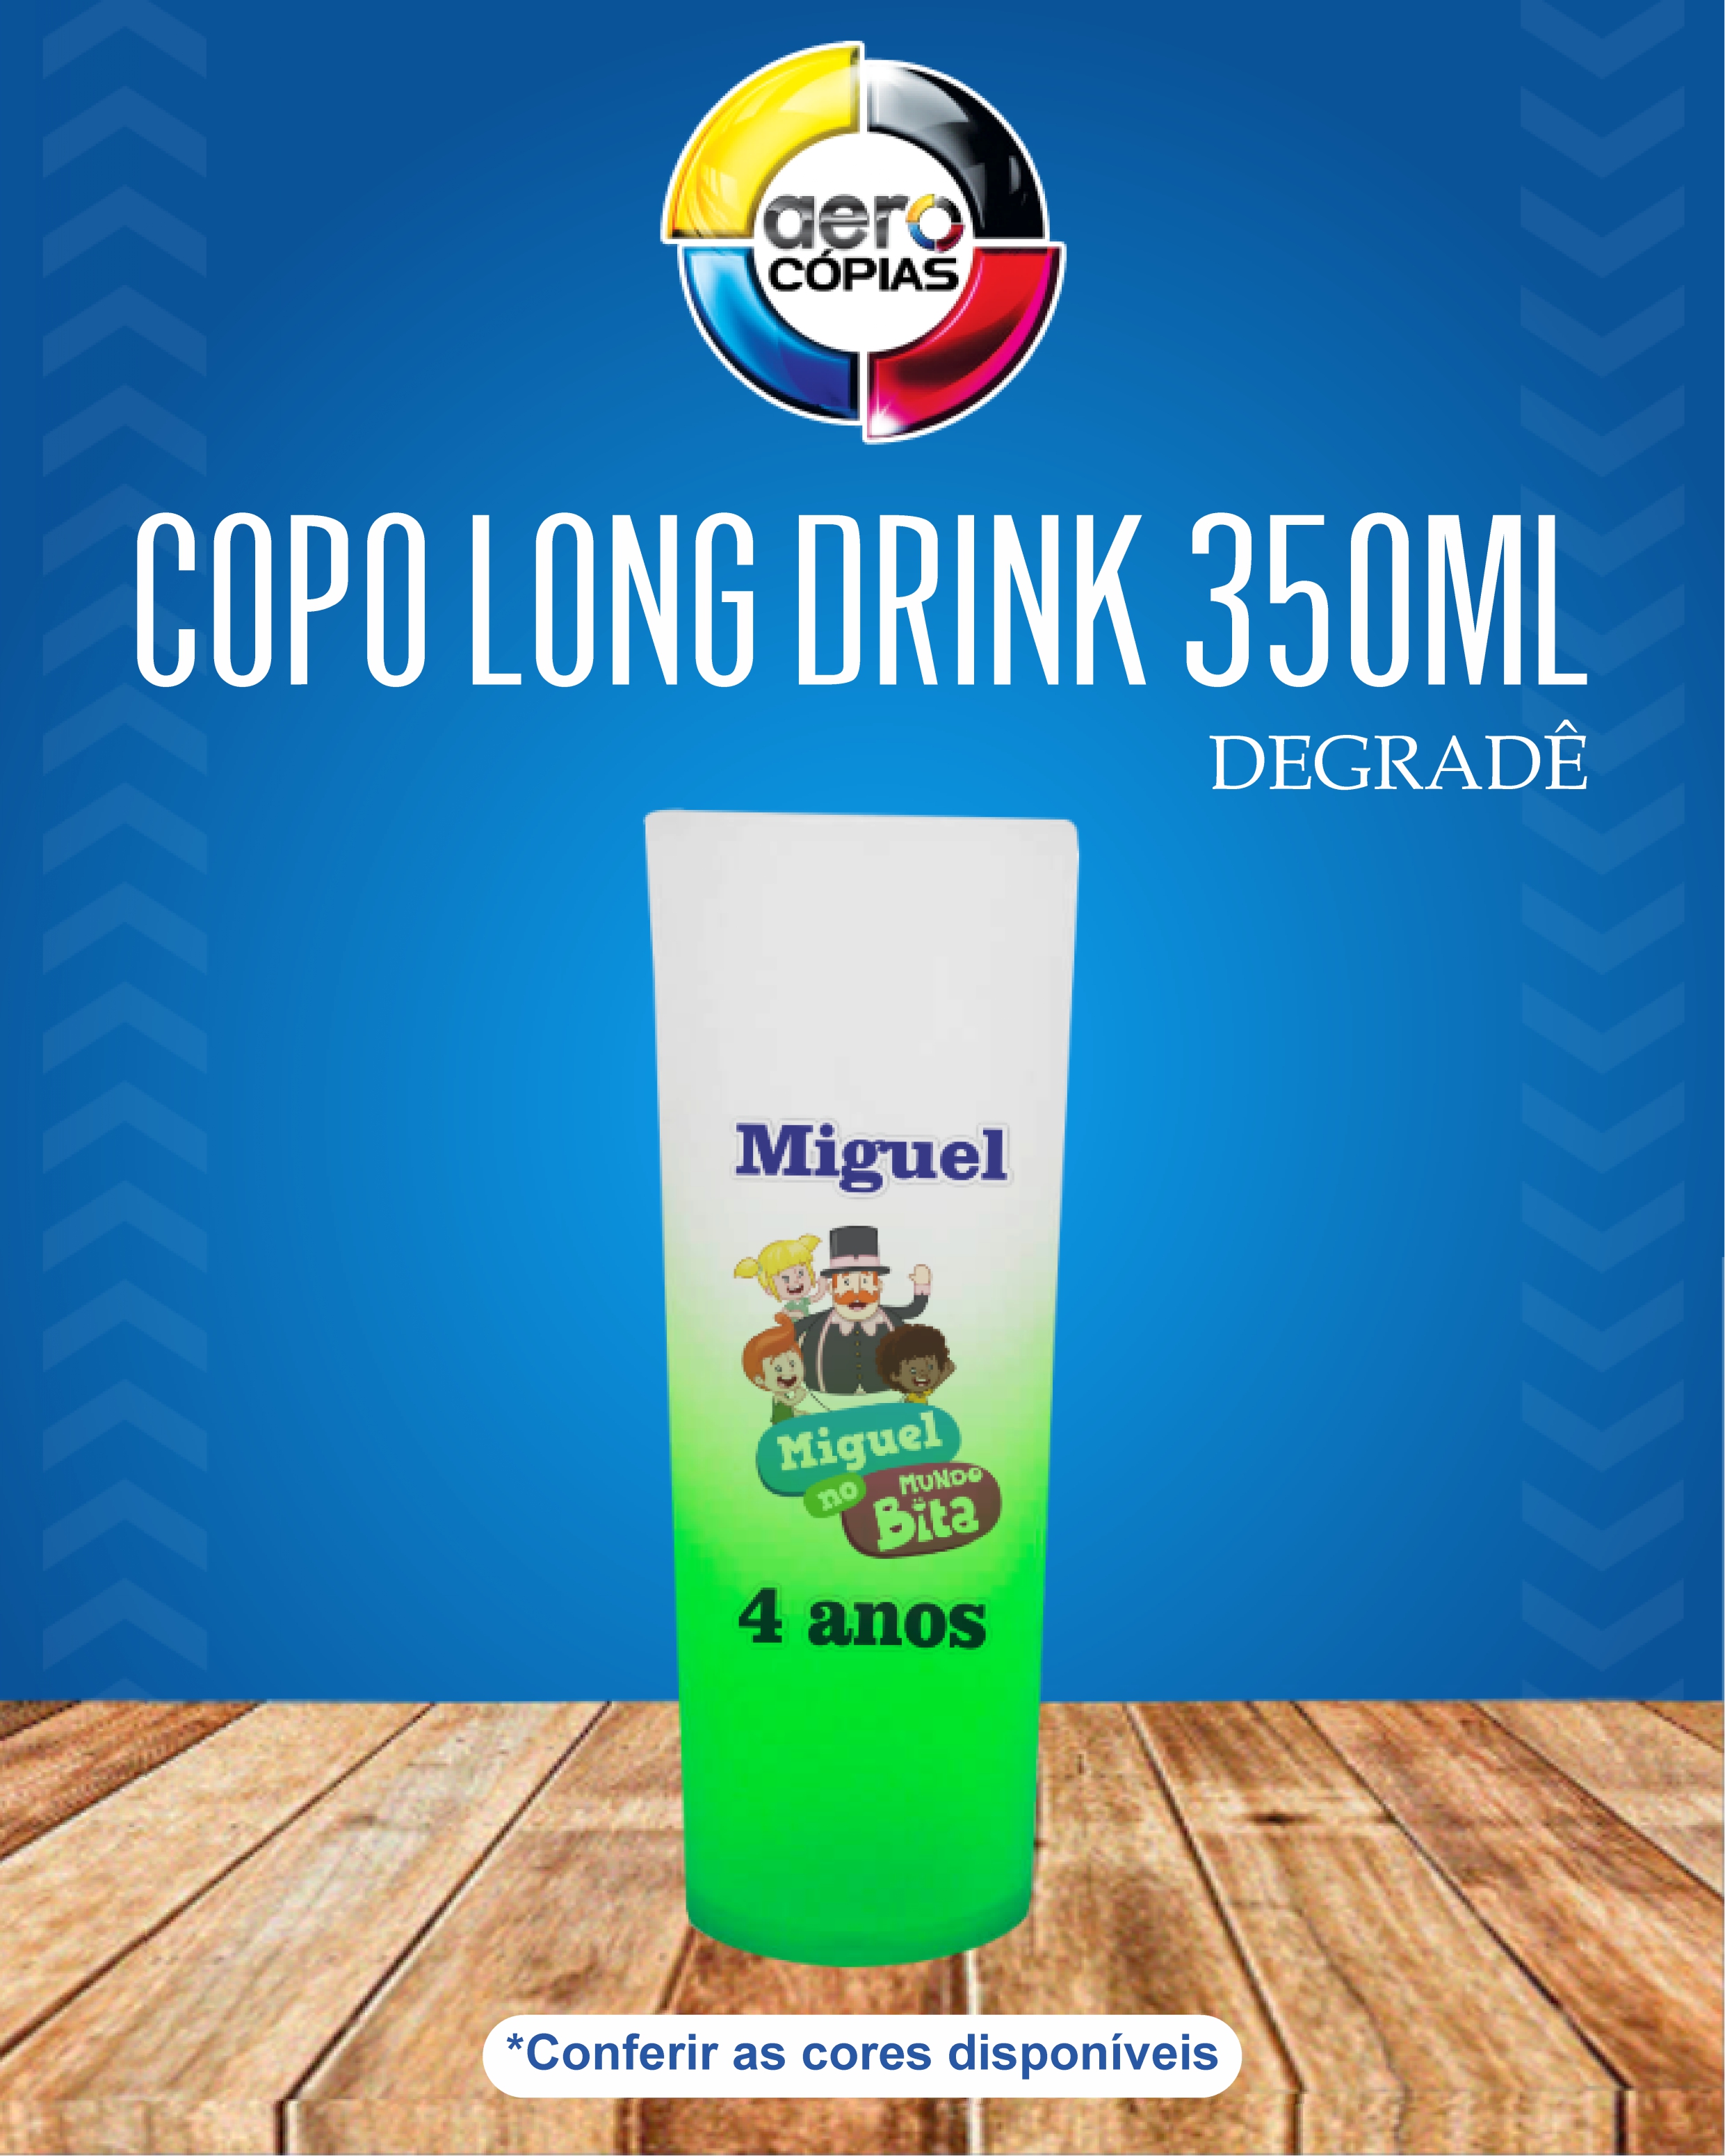 aero
CÓPIAS
COPO LONG DRINK 350ML
DEGRADÊ
Miguel
Miguel
no MUNDO
Bita
4 anos
*Conferir as cores disponíveis